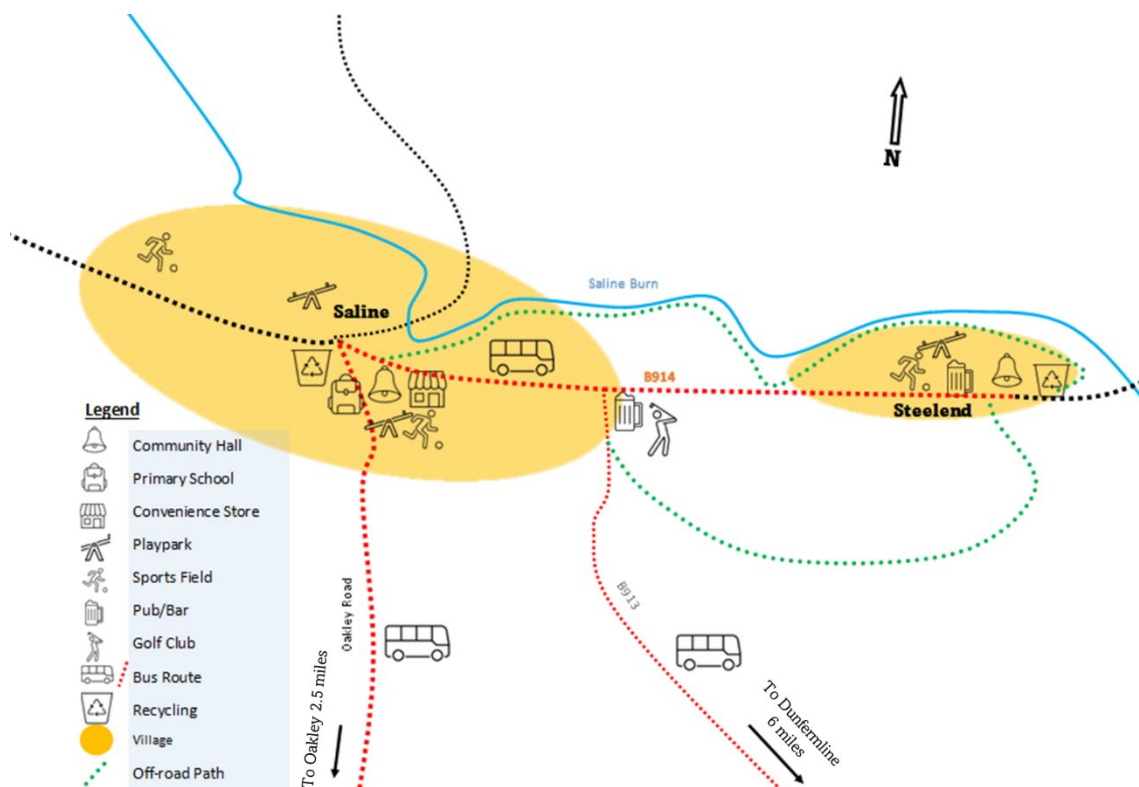 N
Saline Burn
Saline
B914
Steelend
Legend
Community Hall
Primary School
Convenience Store
Playpark
Sports Field
Pub/Bar
Golf Club
Bus Route
Recycling
Village
Off-road Path
Oakley Road
To Oakley 2.5 miles
B913
To Dunfermline
6 miles